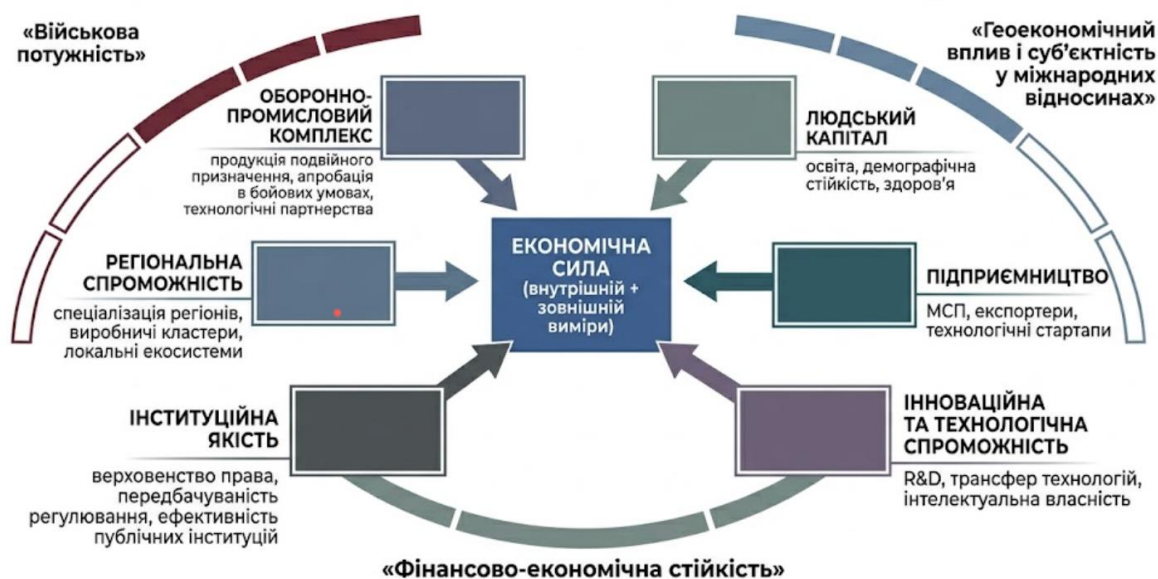 «Військова
потужність»
«Геоекономічний
вплив і суб’єктність
у міжнародних
відносинах»
ОБОРОННО-
ПРОМИСЛОВИЙ
КОМПЛЕКС
продукція подвійного
призначення, апробація
в бойових умовах,
технологічні партнерства
ЛЮДСЬКИЙ
КАПІТАЛ
освіта, демографічна
стійкість, здоров’я
РЕГІОНАЛЬНА
СПРОМОЖНІСТЬ
спеціалізація регіонів,
виробничі кластери,
локальні екосистеми
ЕКОНОМІЧНА
СИЛА
(внутрішній +
зовнішній
виміри)
ПІДПРИЄМНИЦТВО
МСП, експортери,
технологічні стартапи
ІНСТИТУЦІЙНА
ЯКІСТЬ
верховенство права,
передбачуваність
регулювання, ефективність
публічних інституцій
ІННОВАЦІЙНА
ТА ТЕХНОЛОГІЧНА
СПРОМОЖНІСТЬ
R&D, трансфер технологій,
інтелектуальна власність
«Фінансово-економічна стійкість»